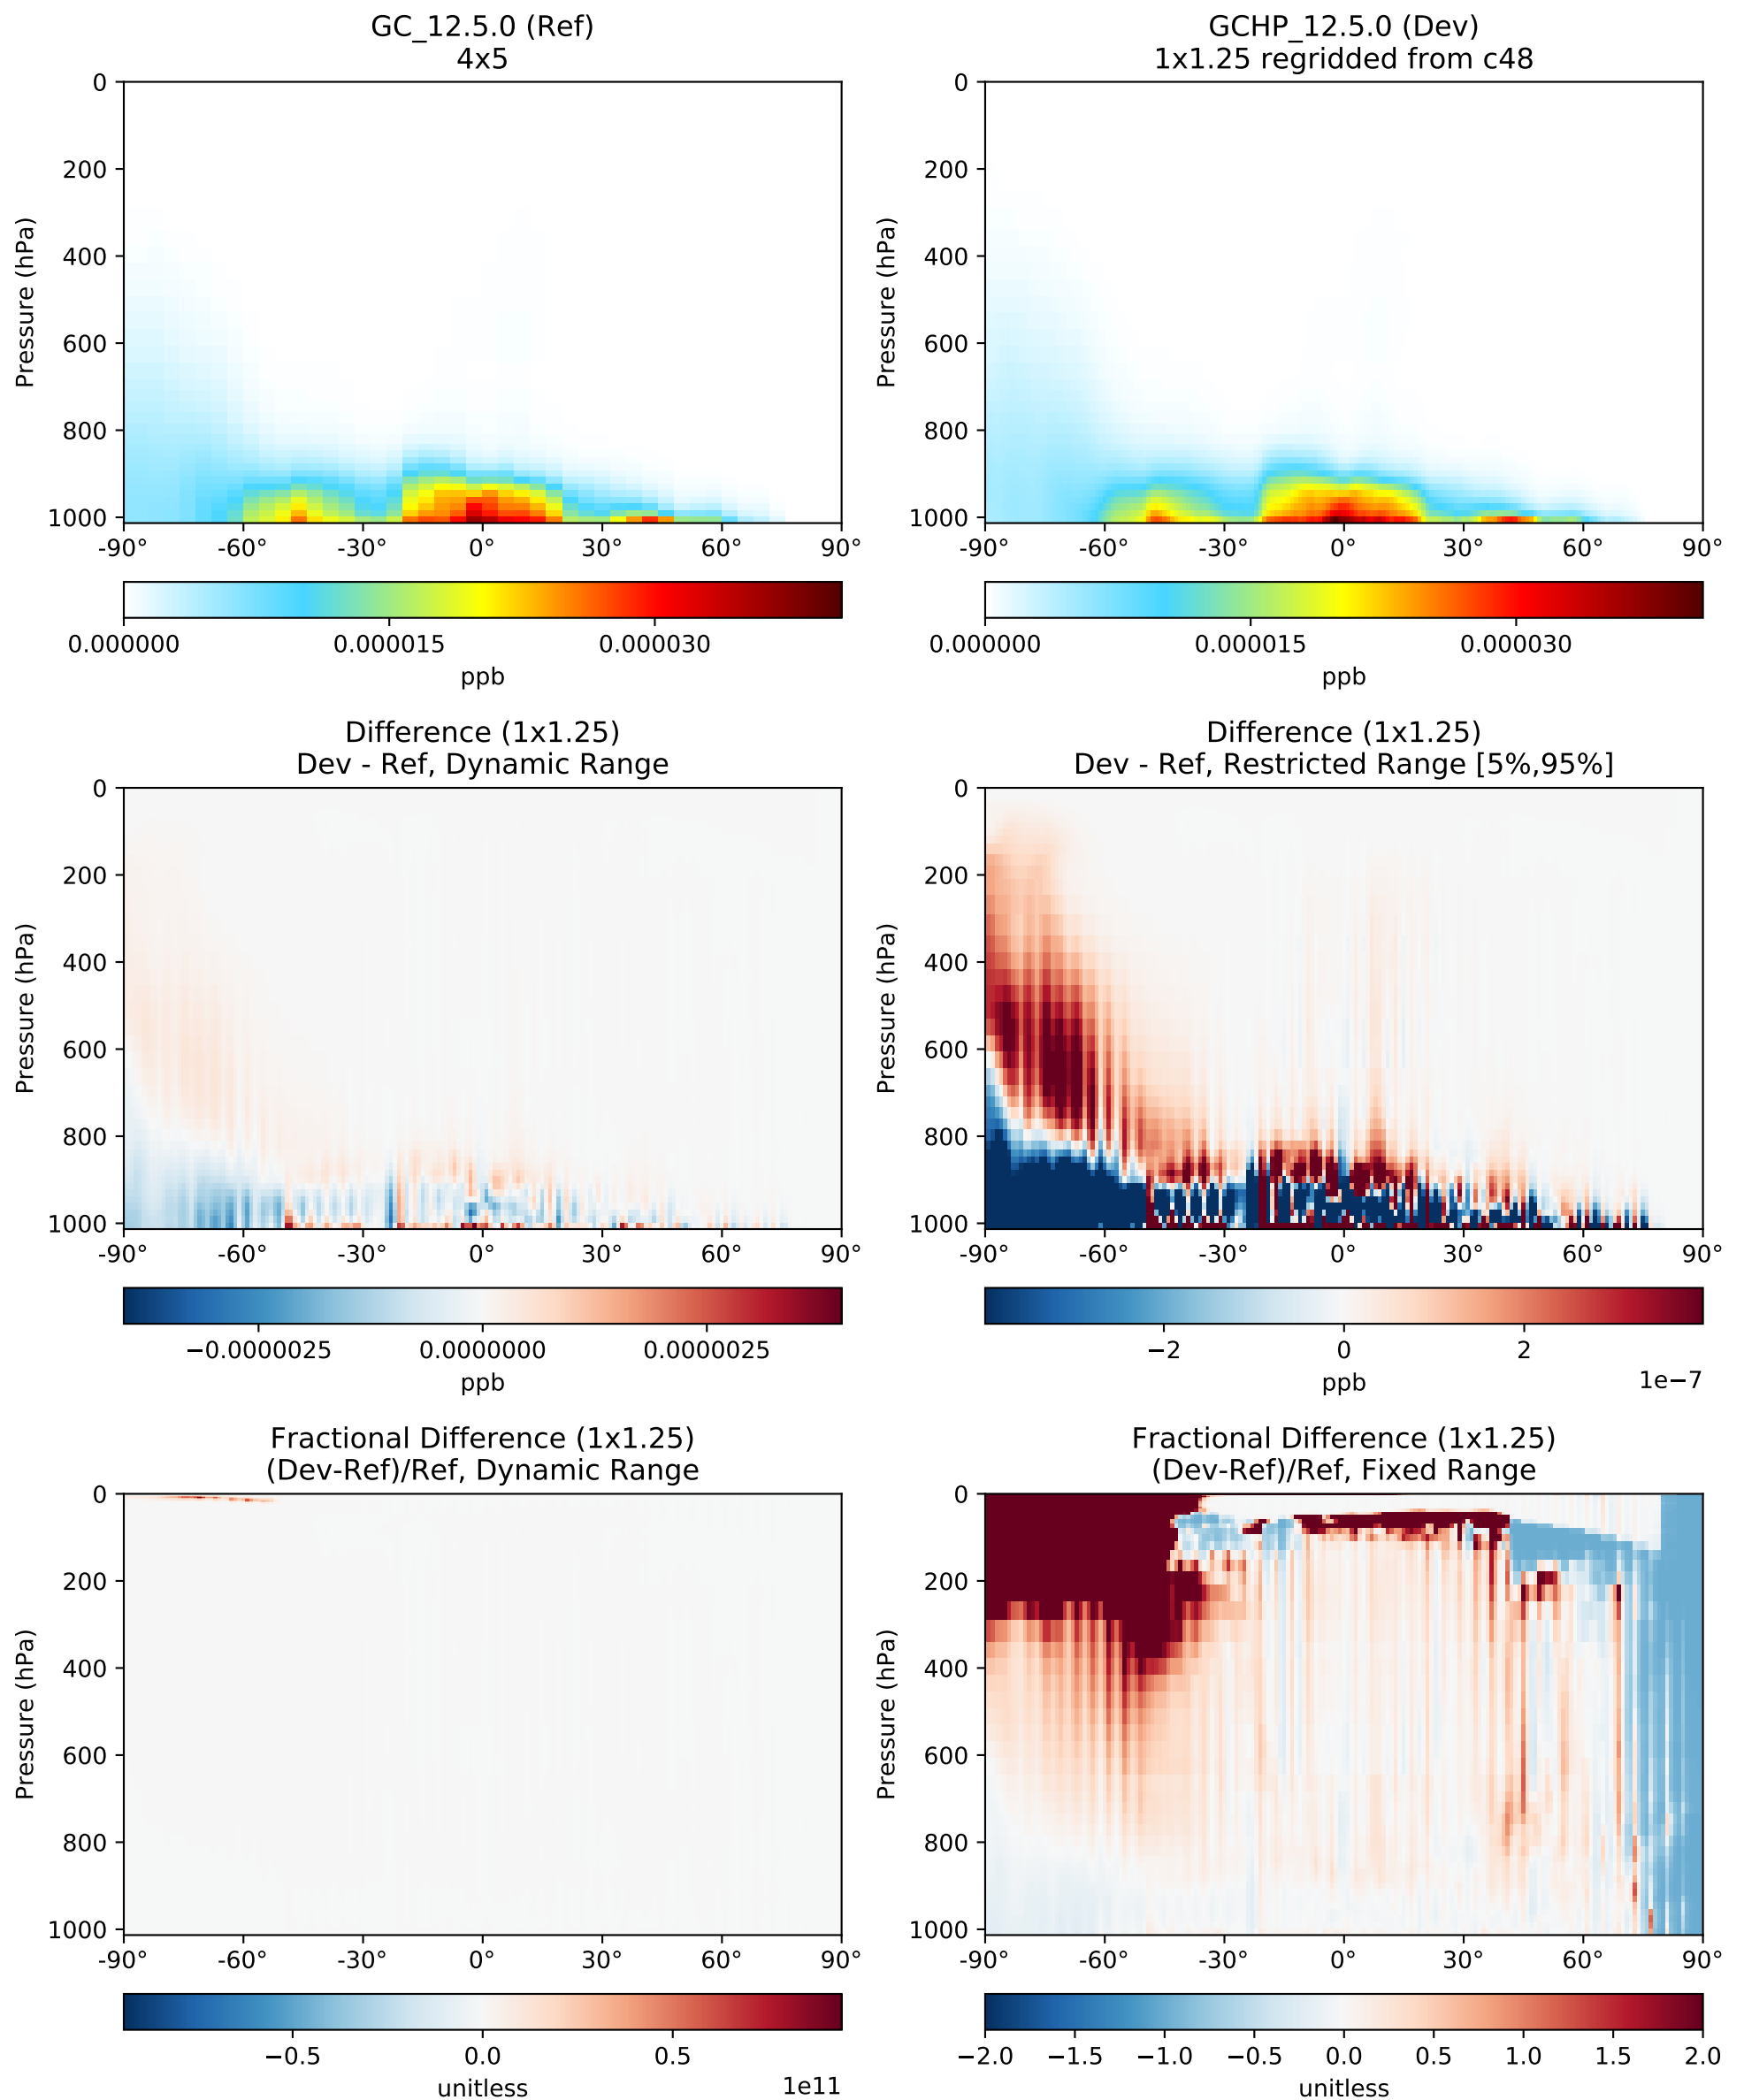 GC_12.5.0 (Ref)
4x5
0
200
400
600
800
1000
Pressure (hPa)
-90° -60° -30° 0° 30° 60° 90°
0.000000 0.000015 0.000030
ppb
GCHP_12.5.0 (Dev)
1x1.25 regridded from c48
0
200
400
600
800
1000
Pressure (hPa)
-90° -60° -30° 0° 30° 60° 90°
0.000000 0.000015 0.000030
ppb
Difference (1x1.25)
Dev - Ref, Dynamic Range
0
200
400
600
800
1000
Pressure (hPa)
-90° -60° -30° 0° 30° 60° 90°
−0.0000025 0.0000000 0.0000025
ppb
Difference (1x1.25)
Dev - Ref, Restricted Range [5%,95%]
0
200
400
600
800
1000
Pressure (hPa)
-90° -60° -30° 0° 30° 60° 90°
−2 0 2
ppb
1e−7
Fractional Difference (1x1.25)
(Dev-Ref)/Ref, Dynamic Range
0
200
400
600
800
1000
Pressure (hPa)
-90° -60° -30° 0° 30° 60° 90°
−0.5 0.0 0.5
unitless
1e11
Fractional Difference (1x1.25)
(Dev-Ref)/Ref, Fixed Range
0
200
400
600
800
1000
Pressure (hPa)
-90° -60° -30° 0° 30° 60° 90°
−2.0 −1.5 −1.0 −0.5 0.0 0.5 1.0 1.5 2.0
unitless